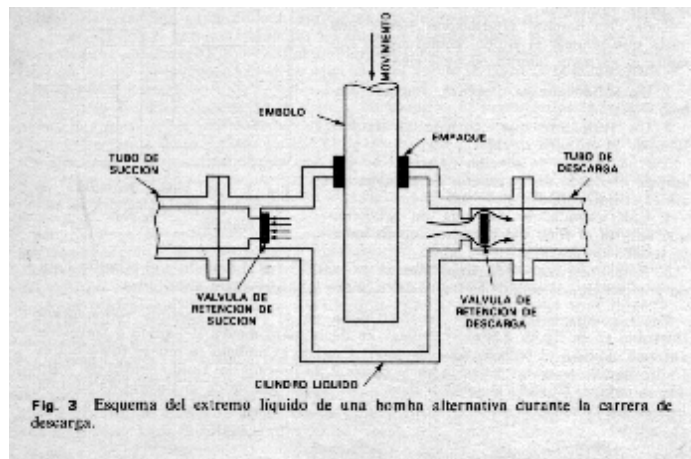 MOVIMIENTO
EMBOLO
EMPAQUE
TUBO DE
SUCCION
TUBO DE
DESCARGA
VALVULA DE
RETENCION DE
SUCCION
VALVULA DE
RETENCION DE
DESCARGA
CILINDRO LIQUIDO
Fig. 3 Esquema del extremo líquido de una bomba alternativa durante la carrera de
descarga.